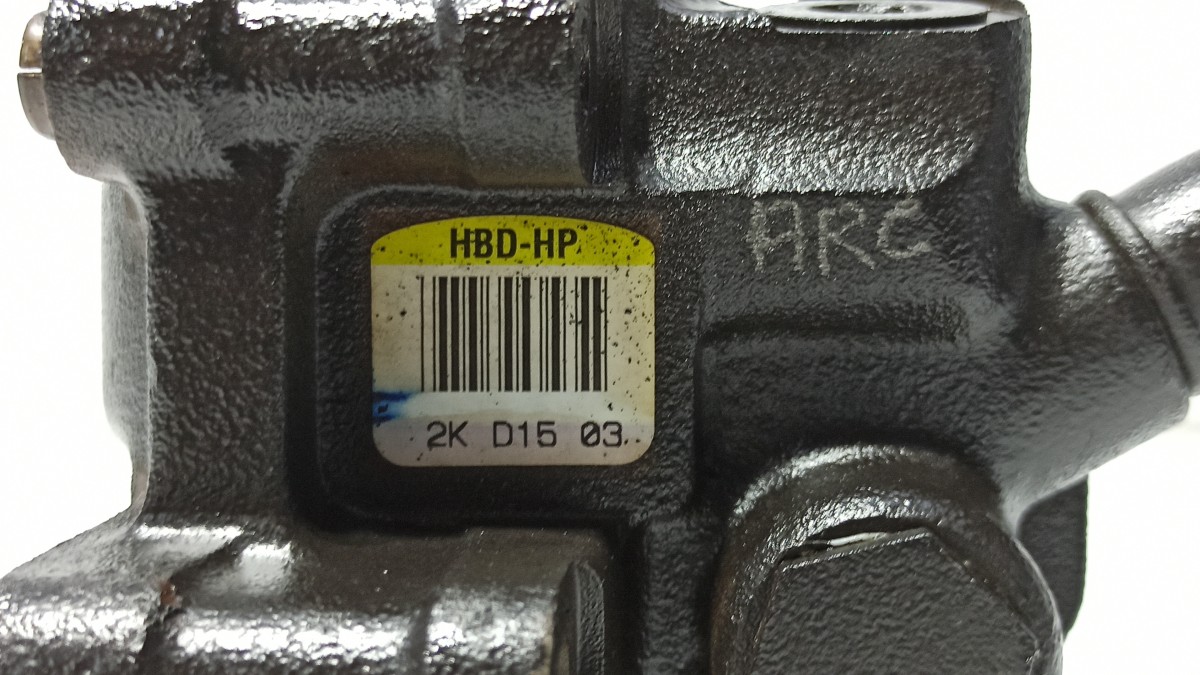 HBD-HP
ARC
2K D15 03